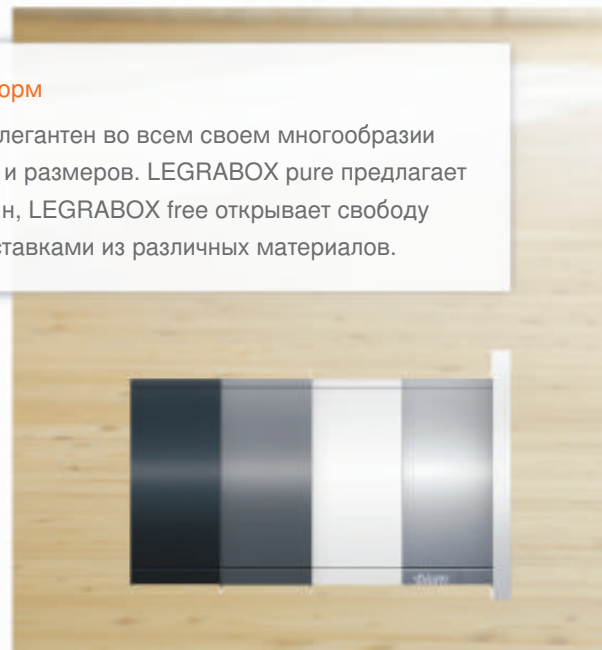 орм
легантен во всем своем многообразии
и размеров. LEGRABOX pure предлагает
н, LEGRABOX free открывает свободу
ставками из различных материалов.